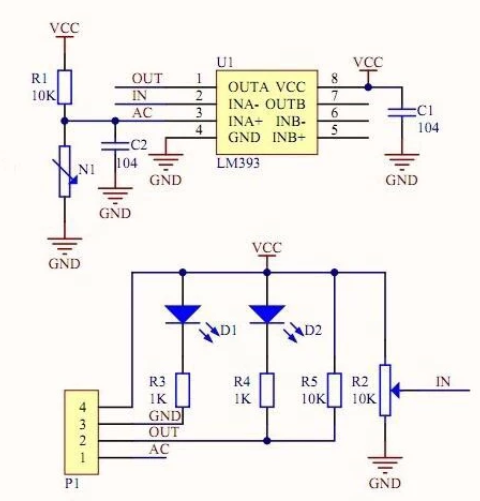 VCC
R1
10K
OUT
IN
AC
C2
104
N1
GND
GND
GND
U1
1
2
3
4
OUTA VCC
INA- OUTB
INA+ INB-
GND INB+
8
7
6
5
LM393
VCC
C1
104
GND
VCC
D1
D2
R3
1K
R4
1K
R5
10K
R2
10K
IN
4
3
2
1
GND
OUT
AC
P1
GND